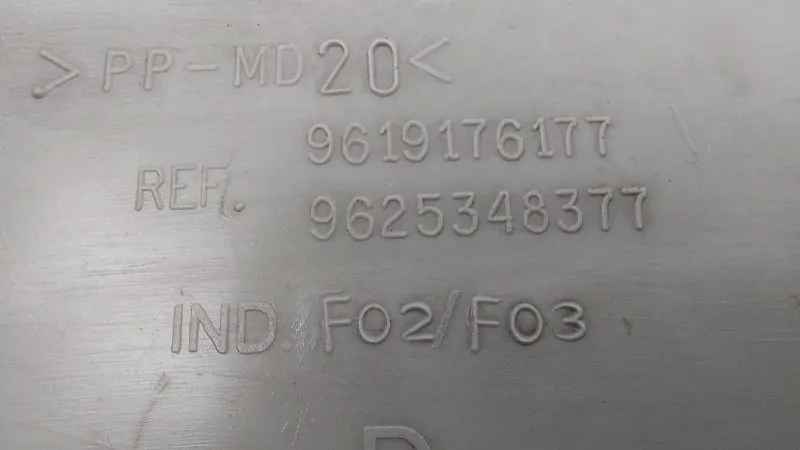 >PP-MD20<
9619176177
REF.
9625348377
IND. F02/F03